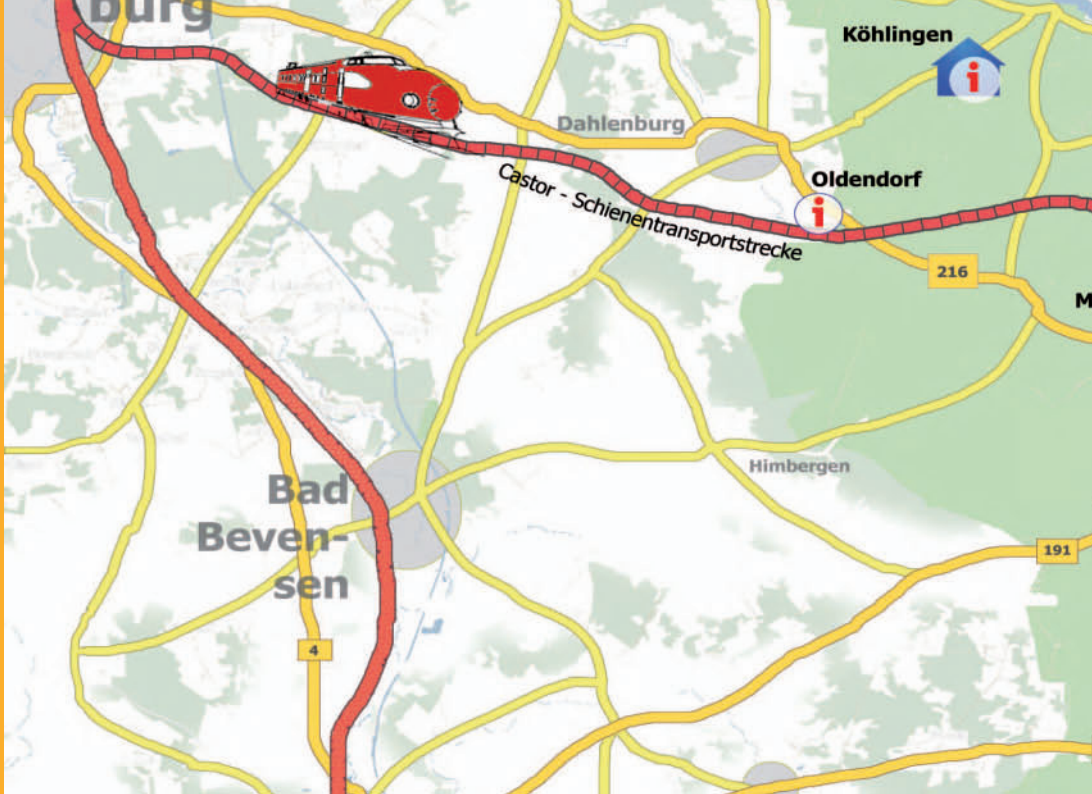 burg
Köhlingen
i
Dahlenburg
Oldendorf
i
Castor - Schienentransportstrecke
216
M
Himbergen
Bad
Beven-
sen
191
4